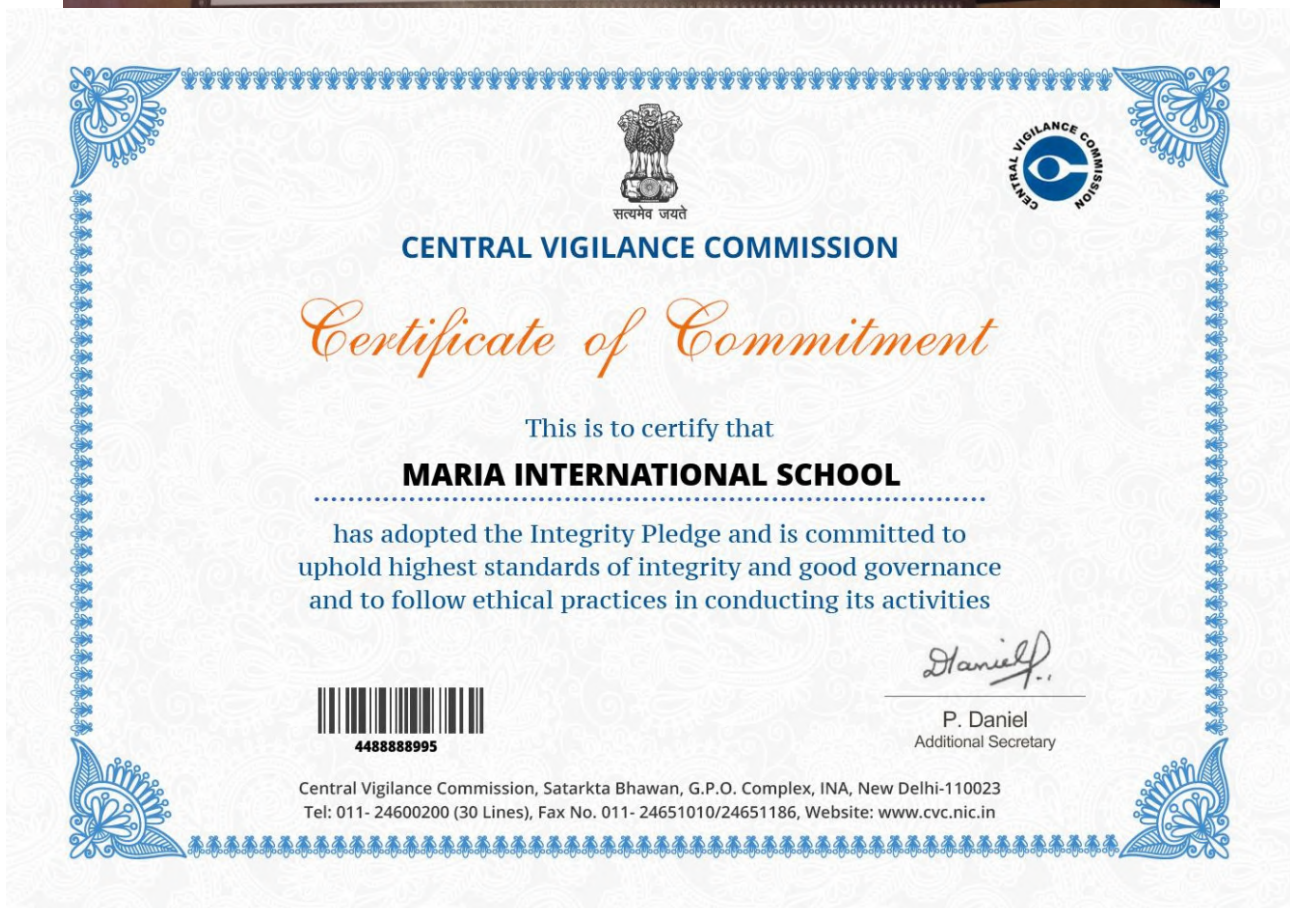 सत्यमेव जयते
CENTRAL VIGILANCE COMMISSION
CENTRAL VIGILANCE COMMISSION
Certificate of Commitment
This is to certify that
MARIA INTERNATIONAL SCHOOL
has adopted the Integrity Pledge and is committed to
uphold highest standards of integrity and good governance
and to follow ethical practices in conducting its activities
Daniel P.
P. Daniel
Additional Secretary
4488888995
Central Vigilance Commission, Satarkta Bhawan, G.P.O. Complex, INA, New Delhi-110023
Tel: 011- 24600200 (30 Lines), Fax No. 011- 24651010/24651186, Website: www.cvc.nic.in